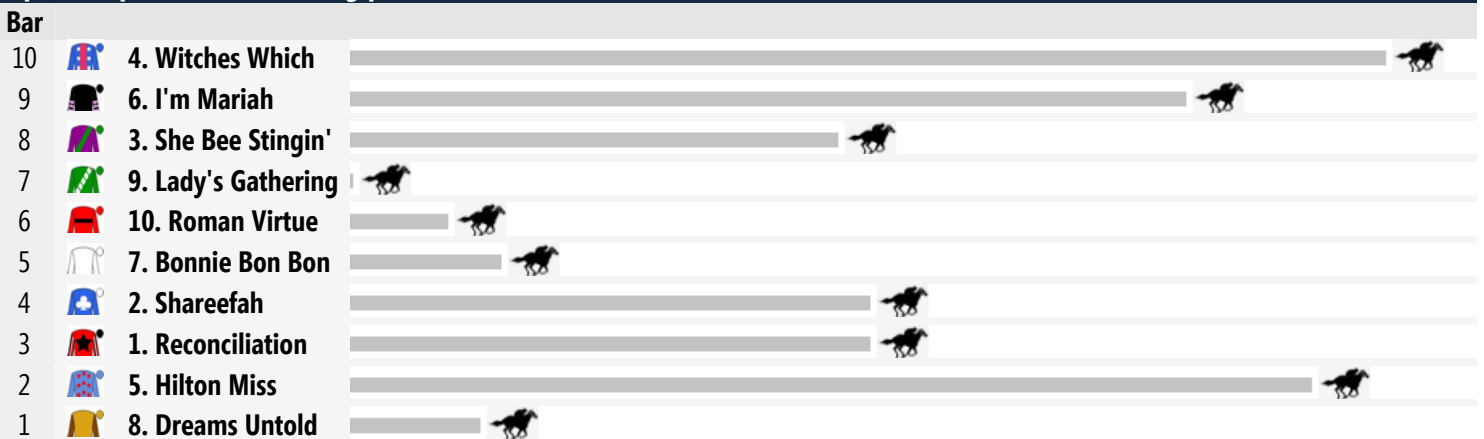 Bar
10 4. Witches Which
9 6. I'm Mariah
8 3. She Bee Stingin'
7 9. Lady's Gathering
6 10. Roman Virtue
5 7. Bonnie Bon Bon
4 2. Shareefah
3 1. Reconciliation
2 5. Hilton Miss
1 8. Dreams Untold